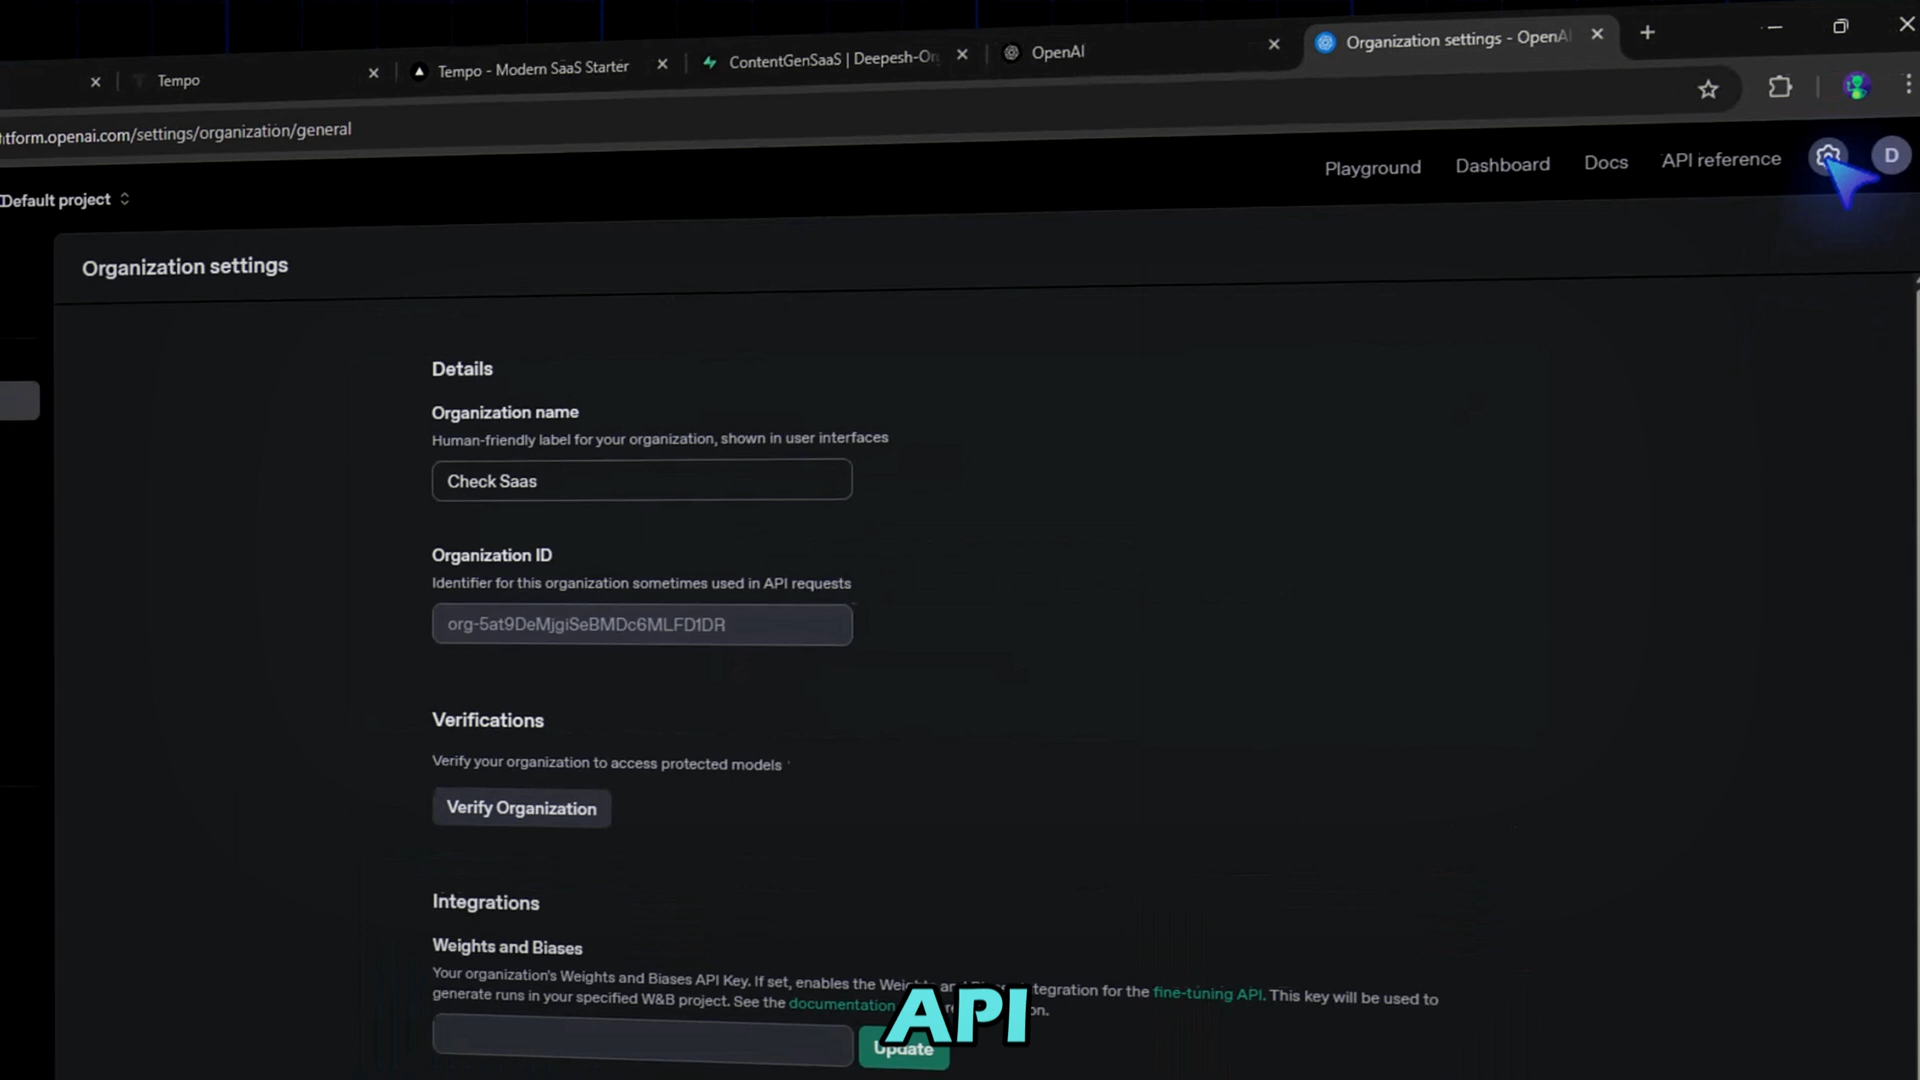 Tempo
Tempo - Modern SaaS Starter
ContentGenSaaS | Deepesh-Or
OpenAI
Organization settings - OpenAI
tform.openai.com/settings/organization/general
Default project
Playground
Dashboard
Docs
API reference
D
Organization settings
Details
Organization name
Human-friendly label for your organization, shown in user interfaces
Check Saas
Organization ID
Identifier for this organization sometimes used in API requests
org-5at9DeMjgiSeBMDc6MLFD1DR
Verifications
Verify your organization to access protected models
Verify Organization
Integrations
Weights and Biases
Your organization's Weights and Biases API Key. If set, enables the tegration for the fine-tuning API. This key will be used to
generate runs in your specified W&B project. See the documentation on.
API
Update